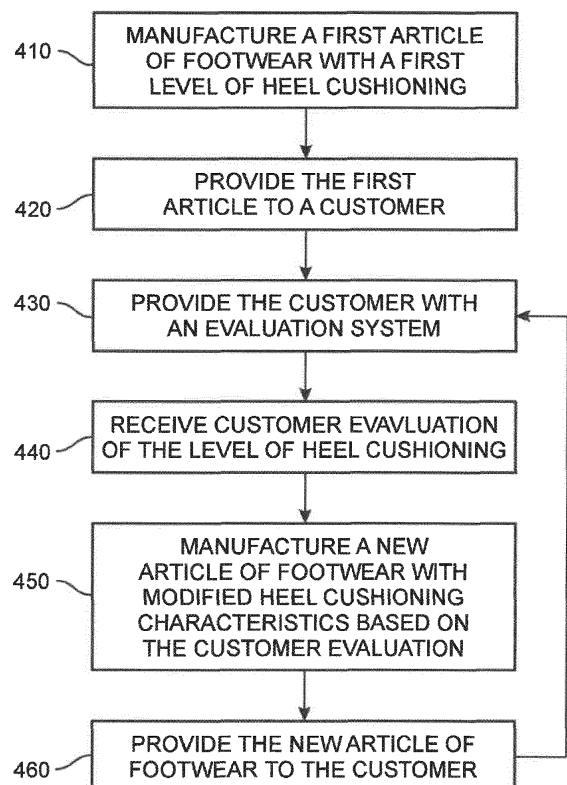 410
MANUFACTURE A FIRST ARTICLE
OF FOOTWEAR WITH A FIRST
LEVEL OF HEEL CUSHIONING
420
PROVIDE THE FIRST
ARTICLE TO A CUSTOMER
430
PROVIDE THE CUSTOMER WITH
AN EVALUATION SYSTEM
440
RECEIVE CUSTOMER EVAVLUATION
OF THE LEVEL OF HEEL CUSHIONING
450
MANUFACTURE A NEW
ARTICLE OF FOOTWEAR WITH
MODIFIED HEEL CUSHIONING
CHARACTERISTICS BASED ON
THE CUSTOMER EVALUATION
460
PROVIDE THE NEW ARTICLE OF
FOOTWEAR TO THE CUSTOMER